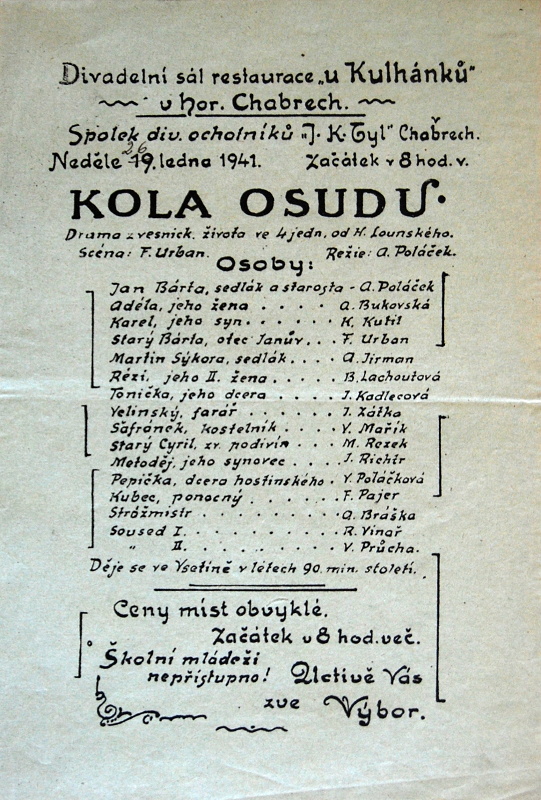 Divadelní sál restaurace „u Kulhánků"
v Hor. Chabrech.
Spolek div. ochotníků "J. K. Tyl" Chabřech.
26
Neděle 19. ledna 1941. Začátek v 8 hod. v.
KOLA OSUDU.
Drama z vesnick. života ve 4 jedn. od H. Lounského.
Scéna: F. Urban. Režie: A. Poláček.
Osoby:
Jan Bárta, sedlák a starosta - A. Poláček
Adéla, jeho žena . . . . A. Bukovská
Karel, jeho syn . . . . . . K. Kutil
Starý Bárta, otec Janův . . . F. Urban
Martin Sýkora, sedlák . . . . A. Jirman
Rézi, jeho II. žena . . . . . B. Lachoutová
Tonička, jeho dcera . . . . J. Kadlecová
Velinský, farář . . . . . . J. Zátka
Šafránek, kostelník . . . . V. Mařík
Starý Cyril, zv. podivín . . . M. Rezek
Metoděj, jeho synovec . . . . J. Richtr
Pepička, dcera hostinského . V. Poláčková
Kubec, ponocný . . . . . . F. Pajer
Strážmistr . . . . . . . . . A. Bráška
Soused I. . . . . . . . . . R. Vinař
„ II. . . . . . . . . . V. Průcha.
Děje se ve Vsetíně v létech 90. min. století.
Ceny míst obvyklé.
Začátek v 8 hod. več.
Školní mládeži
nepřístupno! Uctivě Vás
zve Výbor.